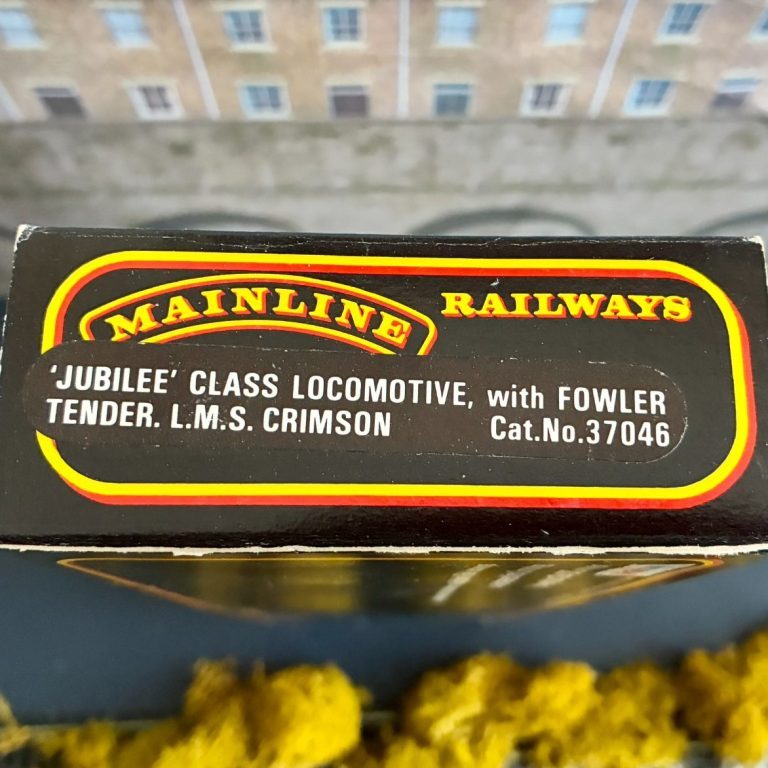 MAINLINE RAILWAYS
'JUBILEE' CLASS LOCOMOTIVE, with FOWLER
TENDER. L.M.S. CRIMSON Cat.No.37046